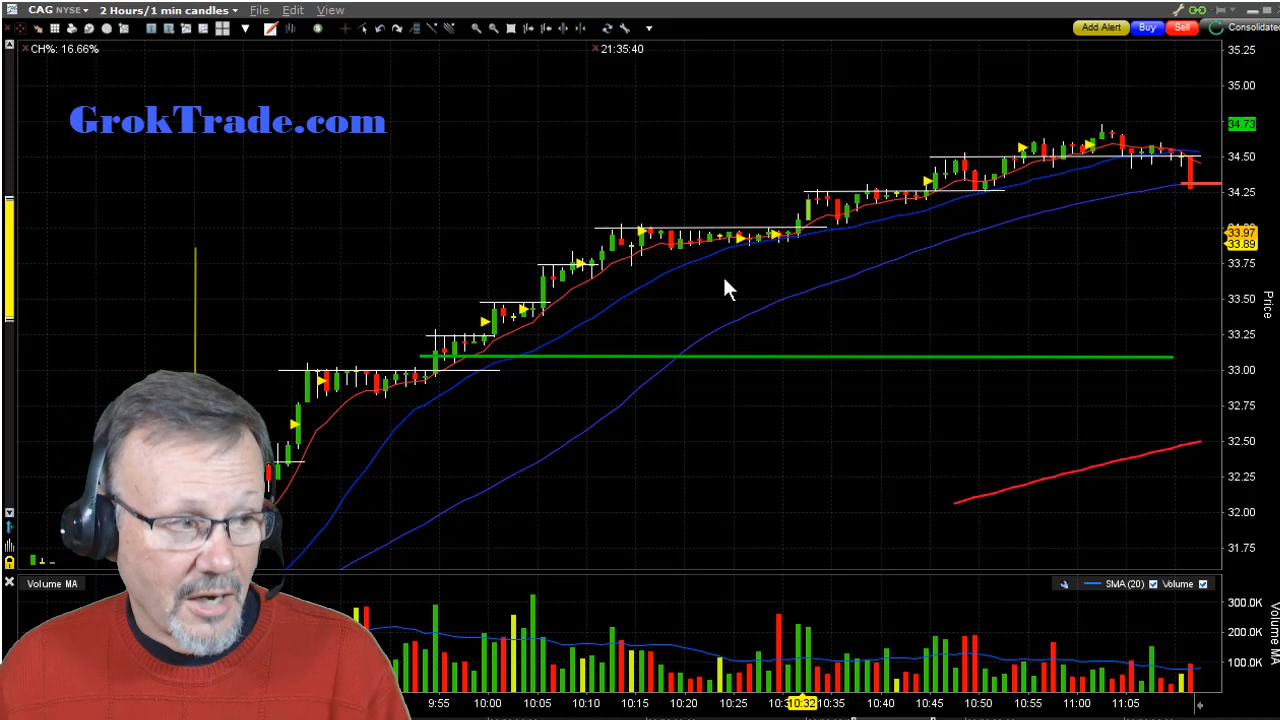 CAG NYSE 2 Hours/1 min candles File Edit View
Add Alert Buy Sell Consolidated
CH%: 16.66% 21:35:40
GrokTrade.com
35.25
35.00
34.73
34.50
34.25
34.00
33.97
33.89
33.75
33.50
33.25
33.00
32.75
32.50
32.25
32.00
31.75
Price
Volume MA SMA (20) Volume
300.0K
200.0K
100.0K
Volume MA
9:55 10:00 10:05 10:10 10:15 10:20 10:25 10:32 10:35 10:40 10:45 10:50 10:55 11:00 11:05